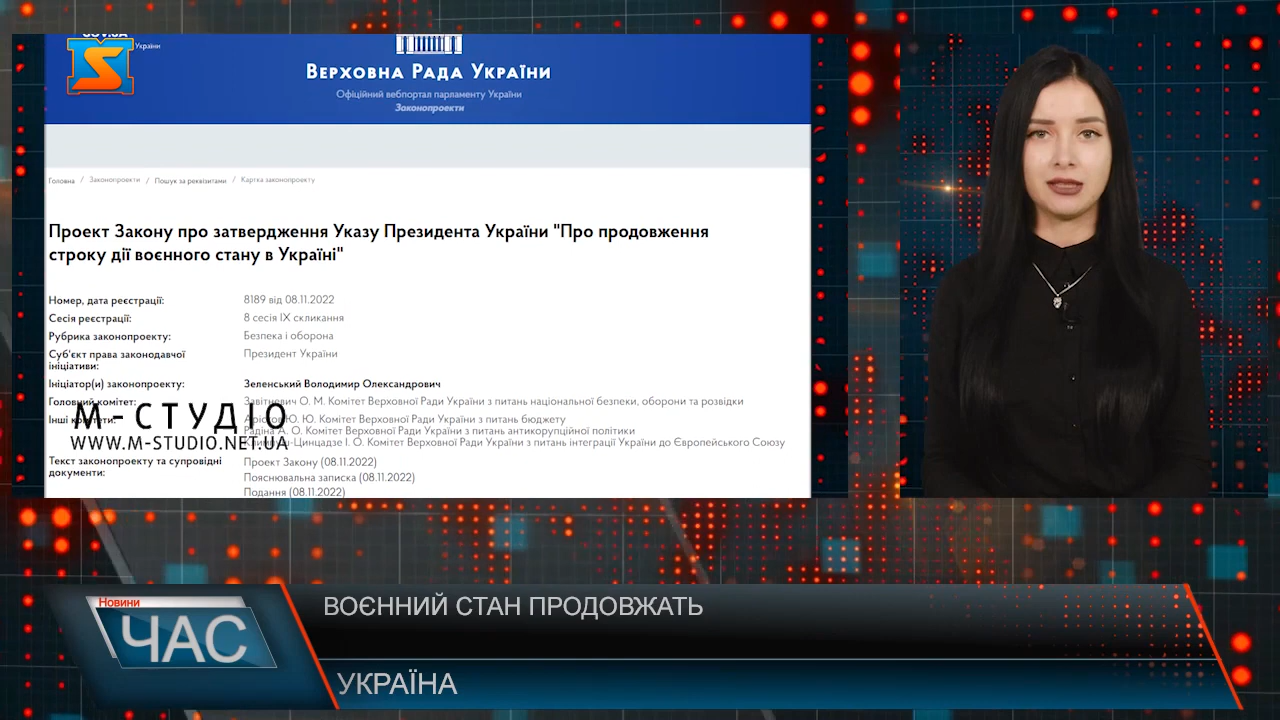 GOV.UA
України
ВЕРХОВНА РАДА УКРАЇНИ
Офіційний вебпортал парламенту України
Законопроекти
Головна / Законопроекти / Пошук за реквізитами / Картка законопроекту
Проект Закону про затвердження Указу Президента України "Про продовження
строку дії воєнного стану в Україні"
Номер, дата реєстрації: 8189 від 08.11.2022
Сесія реєстрації: 8 сесія IX скликання
Рубрика законопроекту: Безпека і оборона
Суб'єкт права законодавчої Президент України
ініціативи:
Ініціатор(и) законопроекту: Зеленський Володимир Олександрович
Головний комітет: Завітневич О. М. Комітет Верховної Ради України з питань національної безпеки, оборони та розвідки
Інші комітети: Ю. Ю. Комітет Верховної Ради України з питань бюджету
Радіна А. О. Комітет Верховної Ради України з питань антикорупційної політики
Климпуш-Цинцадзе І. О. Комітет Верховної Ради України з питань інтеграції України до Європейського Союзу
М-СТУДІО
WWW.M-STUDIO.NET.UA
Текст законопроекту та супровідні Проект Закону (08.11.2022)
документи:
Пояснювальна записка (08.11.2022)
Подання (08.11.2022)
Новини
ЧАС
ВОЄННИЙ СТАН ПРОДОВЖАТЬ
УКРАЇНА